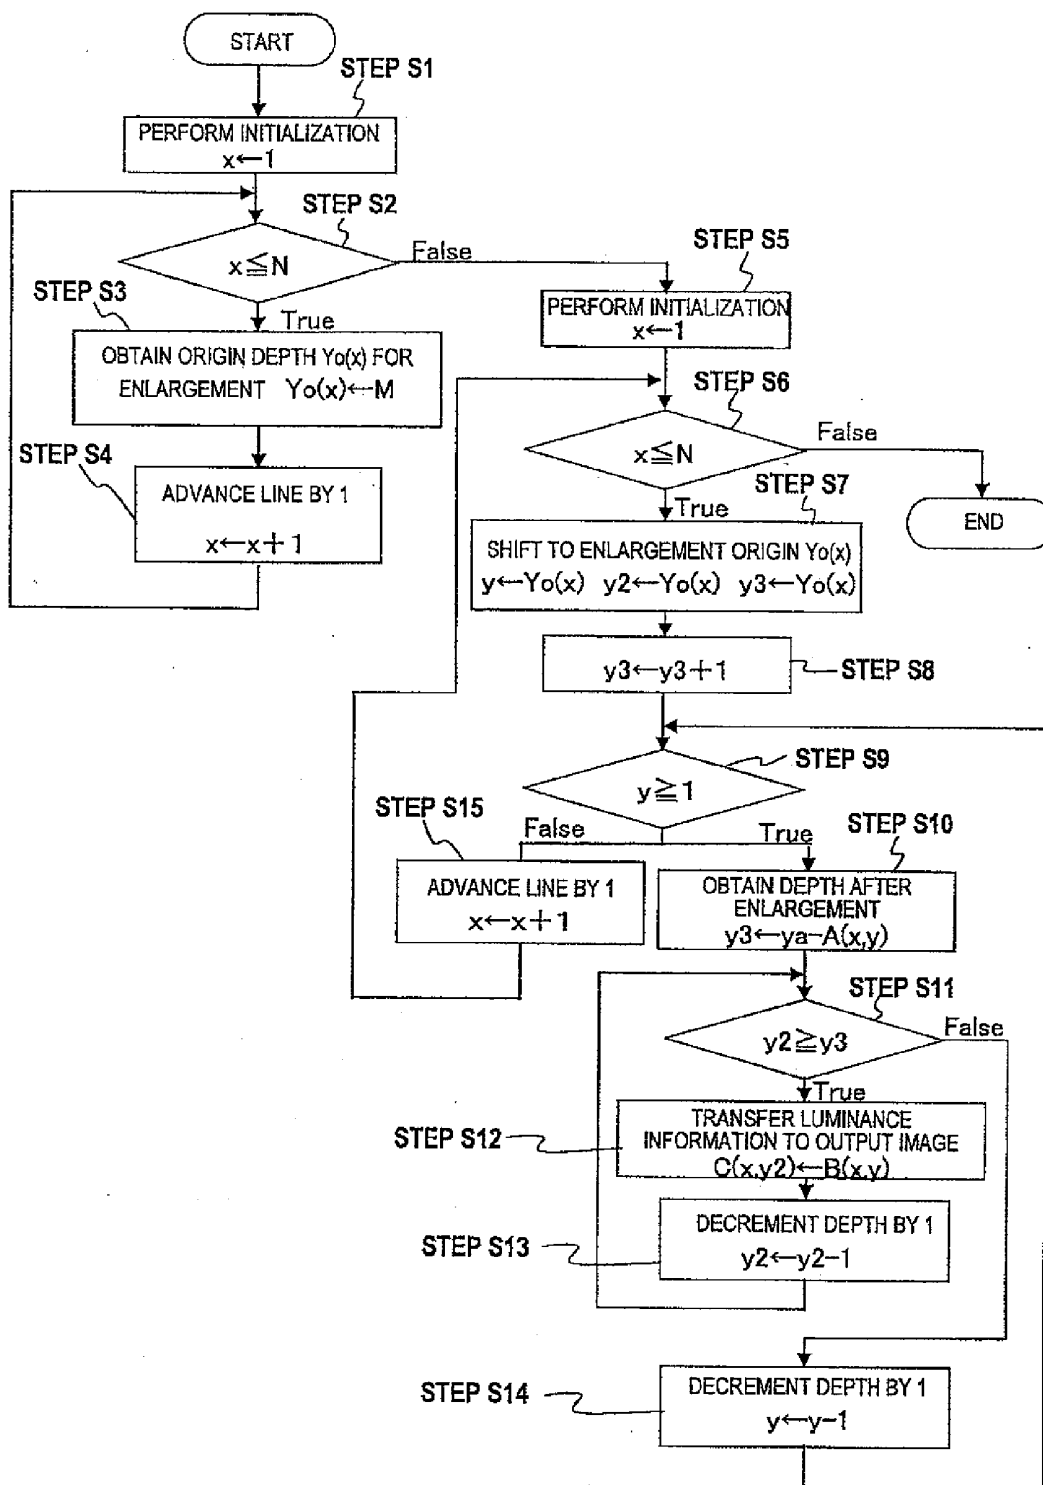 START
STEP S1
PERFORM INITIALIZATION
x←1
STEP S2
x≦N
False
STEP S3
True
OBTAIN ORIGIN DEPTH Yo(x) FOR
ENLARGEMENT Yo(x)←M
STEP S4
ADVANCE LINE BY 1
x←x+1
STEP S5
PERFORM INITIALIZATION
x←1
STEP S6
x≦N
False
END
True
STEP S7
SHIFT TO ENLARGEMENT ORIGIN Yo(x)
y←Yo(x) y2←Yo(x) y3←Yo(x)
y3←y3+1
STEP S8
STEP S9
y≧1
False
True
STEP S15
ADVANCE LINE BY 1
x←x+1
STEP S10
OBTAIN DEPTH AFTER
ENLARGEMENT
y3←ya-A(x,y)
STEP S11
y2≧y3
False
True
STEP S12
TRANSFER LUMINANCE
INFORMATION TO OUTPUT IMAGE
C(x,y2)←B(x,y)
STEP S13
DECREMENT DEPTH BY 1
y2←y2-1
STEP S14
DECREMENT DEPTH BY 1
y←y-1